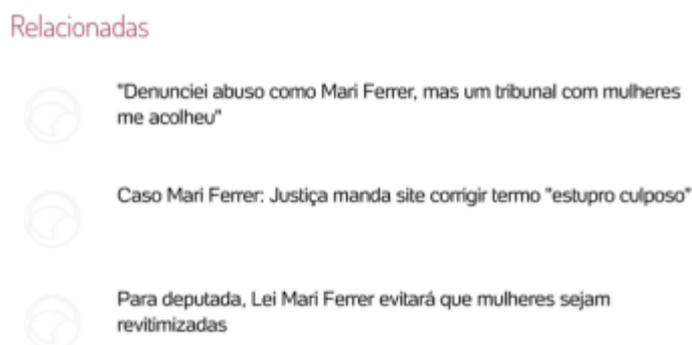 Relacionadas
"Denunciei abuso como Mari Ferrer, mas um tribunal com mulheres
me acolheu"
Caso Mari Ferrer: Justiça manda site corrigir termo "estupro culposo"
Para deputada, Lei Mari Ferrer evitará que mulheres sejam
revitimizadas